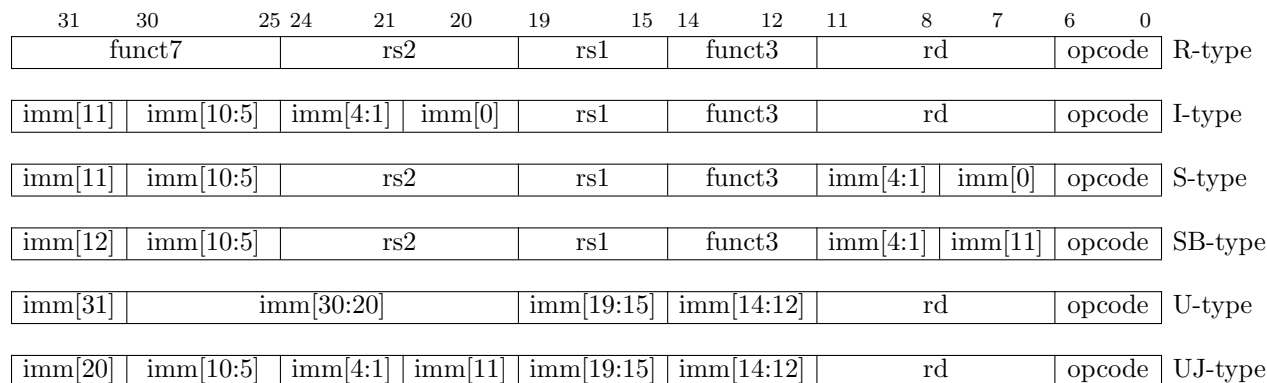 31 30 25 24 21 20 19 15 14 12 11 8 7 6 0
funct7 rs2 rs1 funct3 rd opcode R-type
imm[11] imm[10:5] imm[4:1] imm[0] rs1 funct3 rd opcode I-type
imm[11] imm[10:5] rs2 rs1 funct3 imm[4:1] imm[0] opcode S-type
imm[12] imm[10:5] rs2 rs1 funct3 imm[4:1] imm[11] opcode SB-type
imm[31] imm[30:20] imm[19:15] imm[14:12] rd opcode U-type
imm[20] imm[10:5] imm[4:1] imm[11] imm[19:15] imm[14:12] rd opcode UJ-type